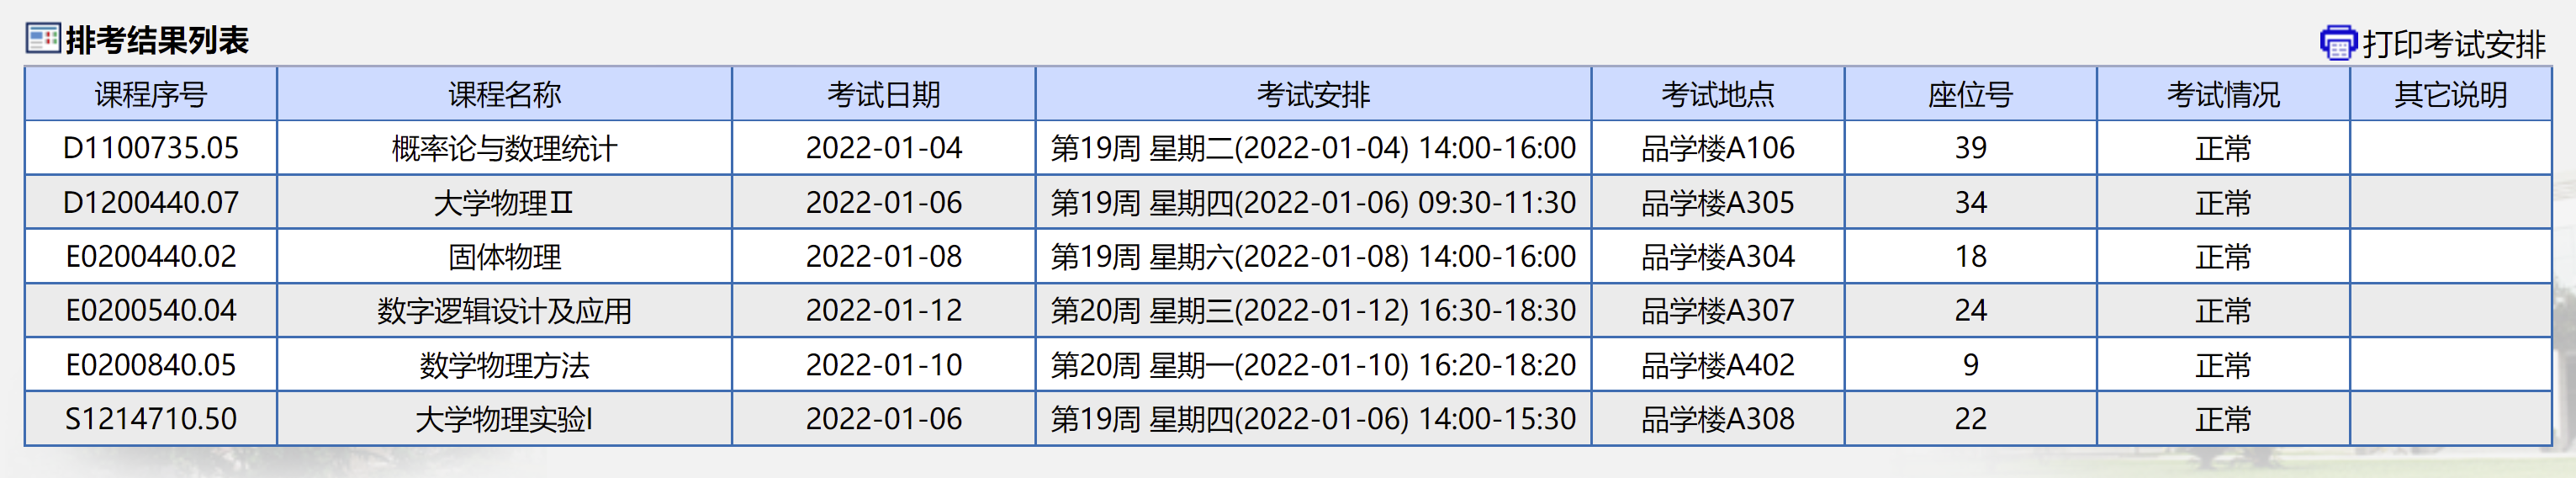 排考结果列表 打印考试安排
课程序号 课程名称 考试日期 考试安排 考试地点 座位号 考试情况 其它说明
D1100735.05 概率论与数理统计 2022-01-04 第19周 星期二(2022-01-04) 14:00-16:00 品学楼A106 39 正常
D1200440.07 大学物理Ⅱ 2022-01-06 第19周 星期四(2022-01-06) 09:30-11:30 品学楼A305 34 正常
E0200440.02 固体物理 2022-01-08 第19周 星期六(2022-01-08) 14:00-16:00 品学楼A304 18 正常
E0200540.04 数字逻辑设计及应用 2022-01-12 第20周 星期三(2022-01-12) 16:30-18:30 品学楼A307 24 正常
E0200840.05 数学物理方法 2022-01-10 第20周 星期一(2022-01-10) 16:20-18:20 品学楼A402 9 正常
S1214710.50 大学物理实验I 2022-01-06 第19周 星期四(2022-01-06) 14:00-15:30 品学楼A308 22 正常